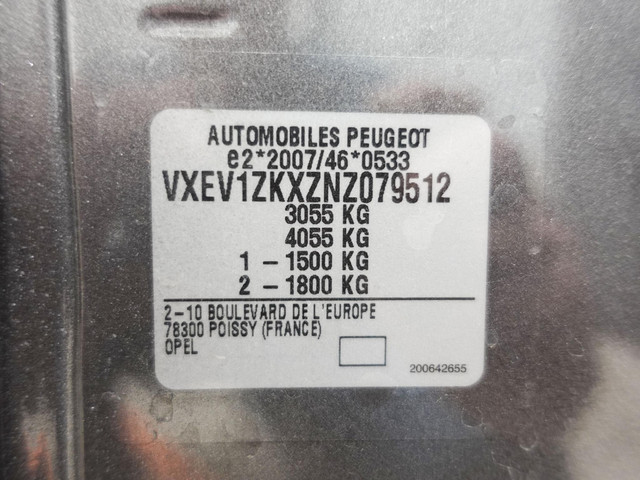 AUTOMOBILES PEUGEOT
e2*2007/46*0533
VXEV1ZKXZNZ079512
3055 KG
4055 KG
1 - 1500 KG
2 - 1800 KG
2-10 BOULEVARD DE L'EUROPE
78300 POISSY (FRANCE)
OPEL
200642655